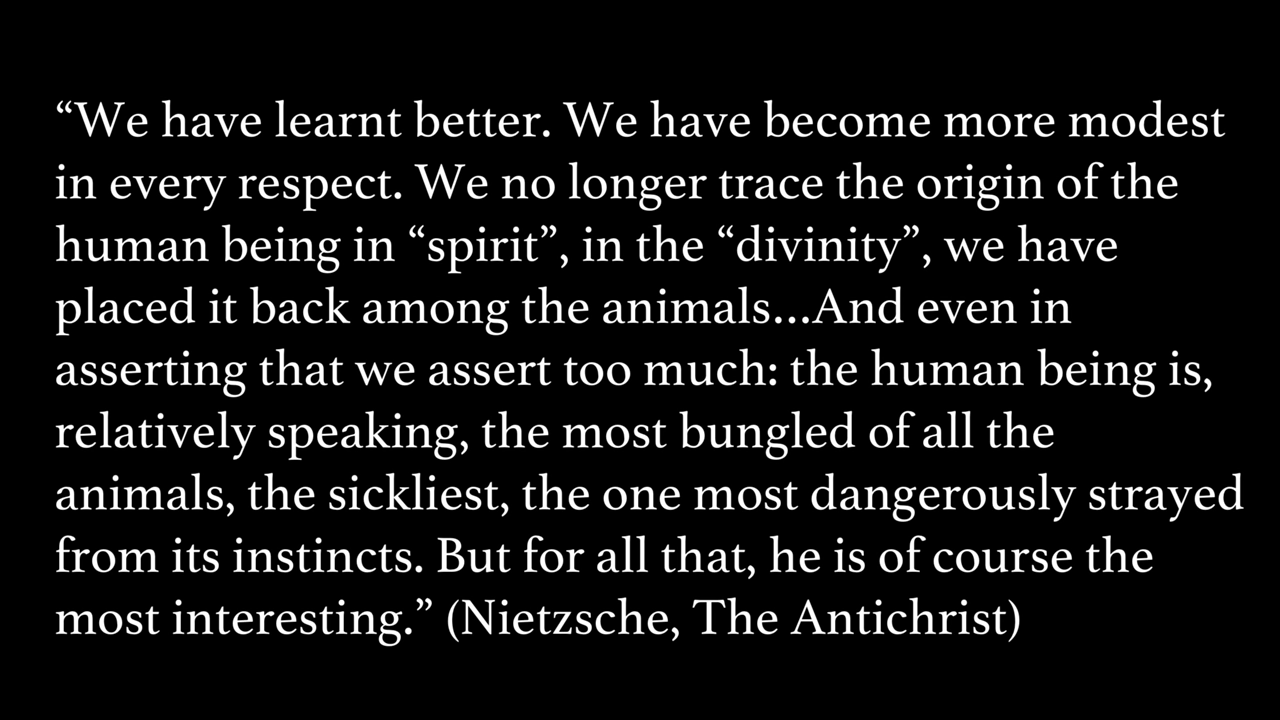 “We have learnt better. We have become more modest
in every respect. We no longer trace the origin of the
human being in “spirit”, in the “divinity”, we have
placed it back among the animals...And even in
asserting that we assert too much: the human being is,
relatively speaking, the most bungled of all the
animals, the sickliest, the one most dangerously strayed
from its instincts. But for all that, he is of course the
most interesting.” (Nietzsche, The Antichrist)